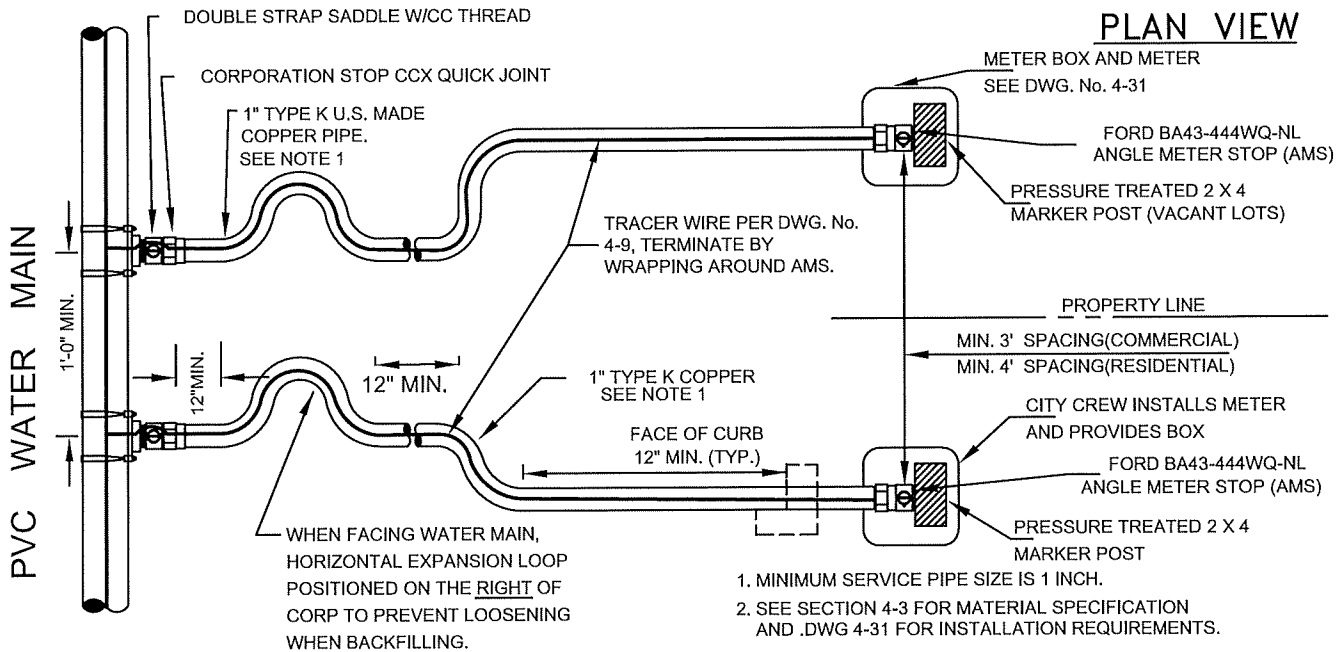 DOUBLE STRAP SADDLE W/CC THREAD
CORPORATION STOP CCX QUICK JOINT
1" TYPE K U.S. MADE
COPPER PIPE.
SEE NOTE 1
PLAN VIEW
METER BOX AND METER
SEE DWG. No. 4-31
FORD BA43-444WQ-NL
ANGLE METER STOP (AMS)
PRESSURE TREATED 2 X 4
MARKER POST (VACANT LOTS)
TRACER WIRE PER DWG. No.
4-9, TERMINATE BY
WRAPPING AROUND AMS.
PVC WATER MAIN
1'-0" MIN.
12"MIN.
12" MIN.
PROPERTY LINE
MIN. 3' SPACING(COMMERCIAL)
MIN. 4' SPACING(RESIDENTIAL)
1" TYPE K COPPER
SEE NOTE 1
FACE OF CURB
12" MIN. (TYP.)
CITY CREW INSTALLS METER
AND PROVIDES BOX
FORD BA43-444WQ-NL
ANGLE METER STOP (AMS)
PRESSURE TREATED 2 X 4
MARKER POST
WHEN FACING WATER MAIN,
HORIZONTAL EXPANSION LOOP
POSITIONED ON THE RIGHT OF
CORP TO PREVENT LOOSENING
WHEN BACKFILLING.
1. MINIMUM SERVICE PIPE SIZE IS 1 INCH.
2. SEE SECTION 4-3 FOR MATERIAL SPECIFICATION
AND .DWG 4-31 FOR INSTALLATION REQUIREMENTS.